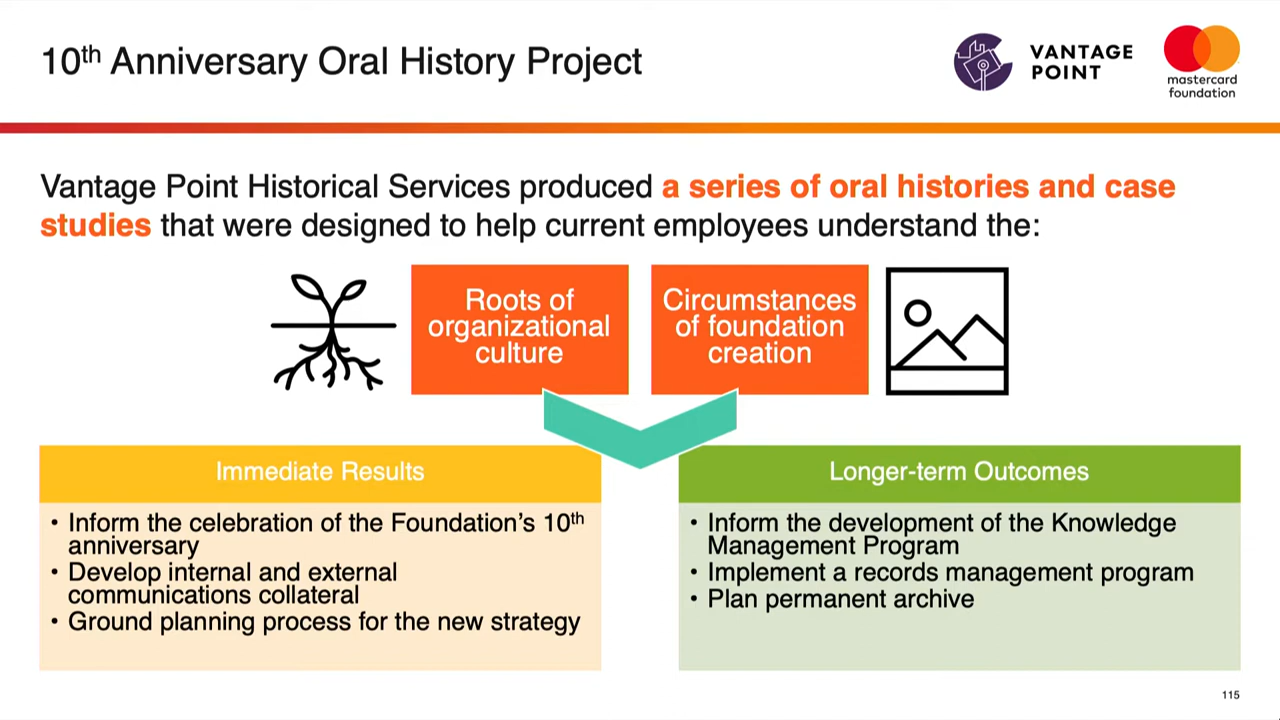 10th Anniversary Oral History Project
VANTAGE
POINT
mastercard
foundation
Vantage Point Historical Services produced a series of oral histories and case
studies that were designed to help current employees understand the:
Roots of
organizational
culture
Circumstances
of foundation
creation
Immediate Results
• Inform the celebration of the Foundation’s 10th
anniversary
• Develop internal and external
communications collateral
• Ground planning process for the new strategy
Longer-term Outcomes
• Inform the development of the Knowledge
Management Program
• Implement a records management program
• Plan permanent archive
115